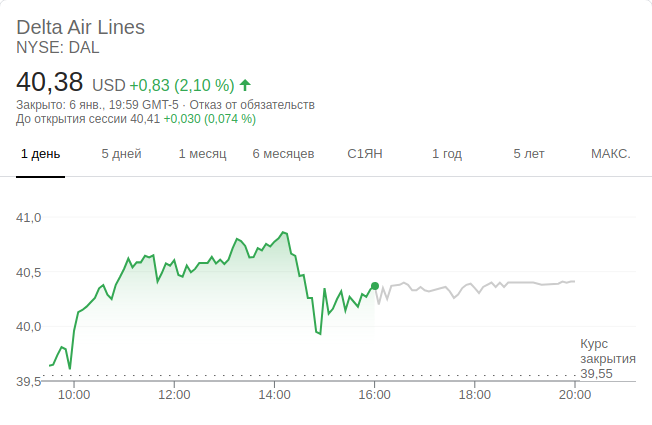 Delta Air Lines
NYSE: DAL
40,38 USD +0,83 (2,10 %)
Закрыто: 6 янв., 19:59 GMT-5 · Отказ от обязательств
До открытия сессии 40,41 +0,030 (0,074 %)
1 день 5 дней 1 месяц 6 месяцев С1ЯН 1 год 5 лет МАКС.
41,0
40,5
40,0
Курс
закрытия
39,55
39,5
10:00 12:00 14:00 16:00 18:00 20:00